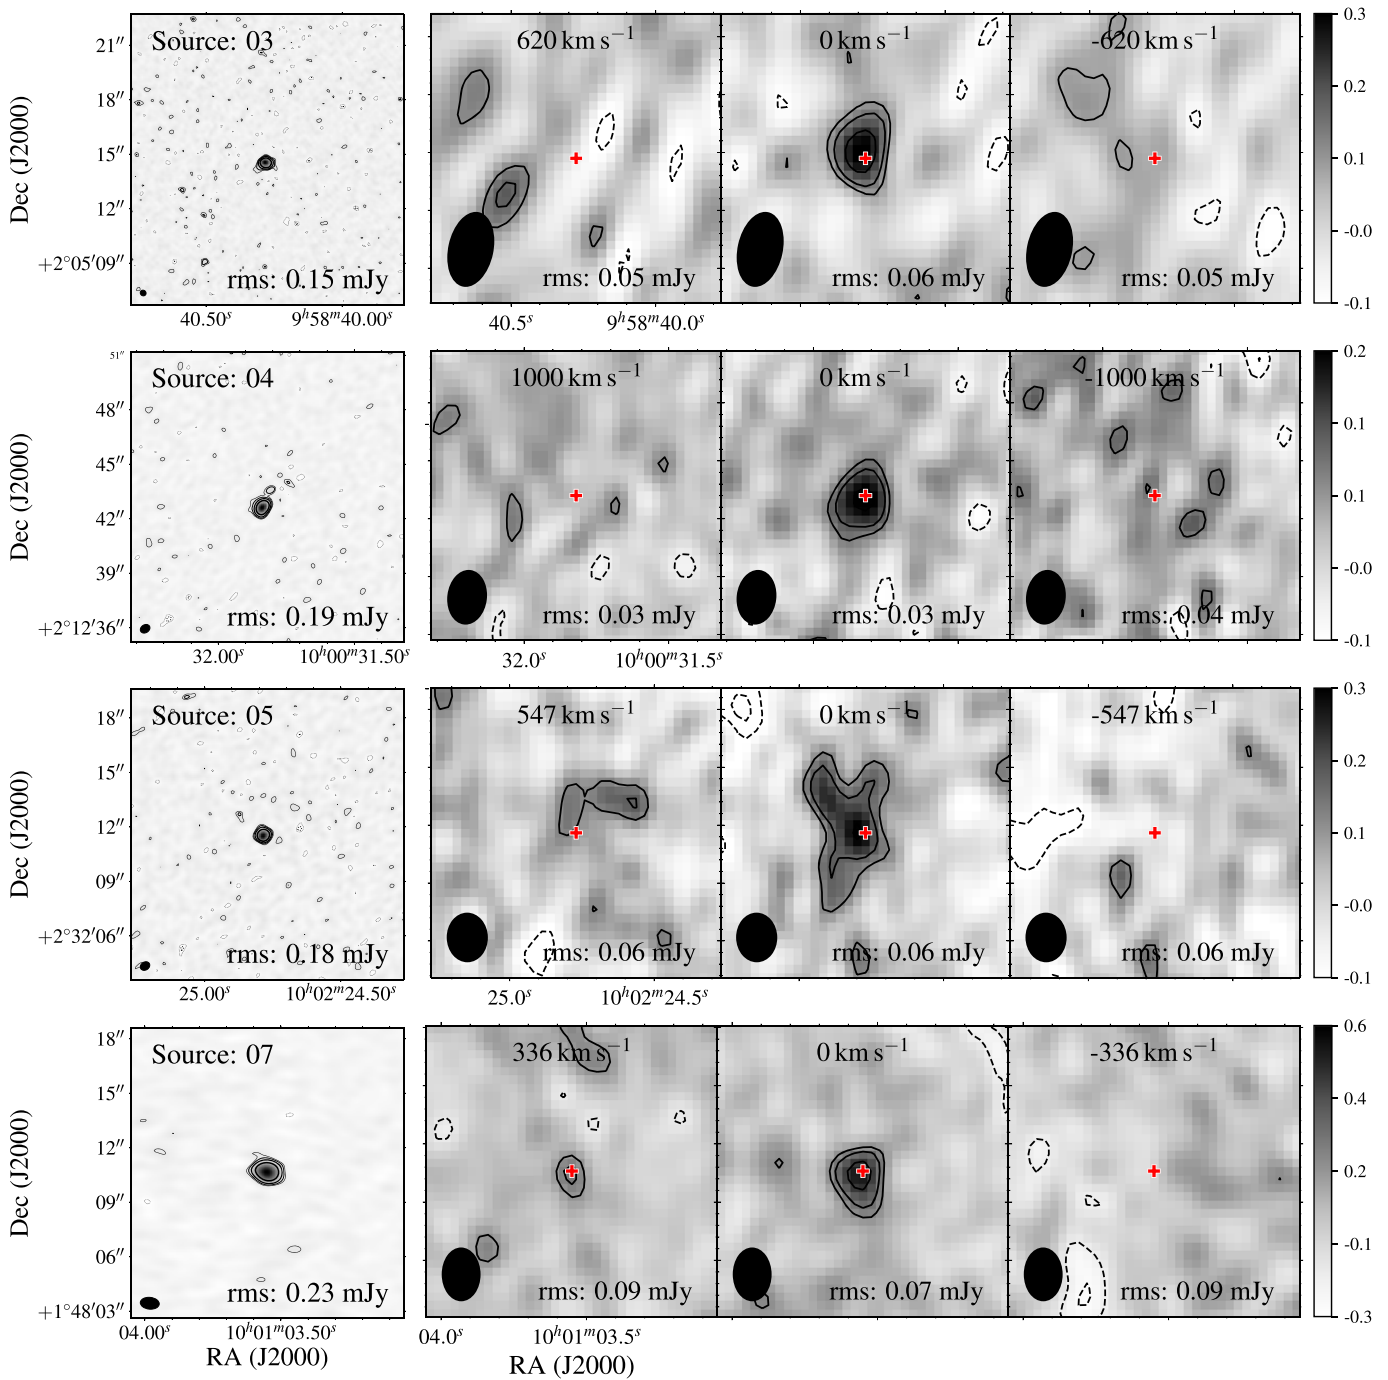 Source: 03
rms: 0.15 mJy
21″
18″
15″
12″
+2°05′09″
40.50ˢ
9ʰ58ᵐ40.00ˢ
Dec (J2000)
620 km s⁻¹
rms: 0.05 mJy
0 km s⁻¹
rms: 0.06 mJy
-620 km s⁻¹
rms: 0.05 mJy
40.5ˢ
9ʰ58ᵐ40.0ˢ
0.3
0.2
0.1
-0.0
-0.1
Source: 04
rms: 0.19 mJy
51″
48″
45″
42″
39″
+2°12′36″
32.00ˢ
10ʰ00ᵐ31.50ˢ
Dec (J2000)
1000 km s⁻¹
rms: 0.03 mJy
0 km s⁻¹
rms: 0.03 mJy
-1000 km s⁻¹
rms: 0.04 mJy
32.0ˢ
10ʰ00ᵐ31.5ˢ
0.2
0.1
0.1
-0.0
-0.1
Source: 05
rms: 0.18 mJy
18″
15″
12″
09″
+2°32′06″
25.00ˢ
10ʰ02ᵐ24.50ˢ
Dec (J2000)
547 km s⁻¹
rms: 0.06 mJy
0 km s⁻¹
rms: 0.06 mJy
-547 km s⁻¹
rms: 0.06 mJy
25.0ˢ
10ʰ02ᵐ24.5ˢ
0.3
0.2
0.1
-0.0
-0.1
Source: 07
rms: 0.23 mJy
18″
15″
12″
09″
06″
+1°48′03″
04.00ˢ
10ʰ01ᵐ03.50ˢ
Dec (J2000)
RA (J2000)
336 km s⁻¹
rms: 0.09 mJy
0 km s⁻¹
rms: 0.07 mJy
-336 km s⁻¹
rms: 0.09 mJy
04.0ˢ
10ʰ01ᵐ03.5ˢ
RA (J2000)
0.6
0.4
0.2
-0.1
-0.3